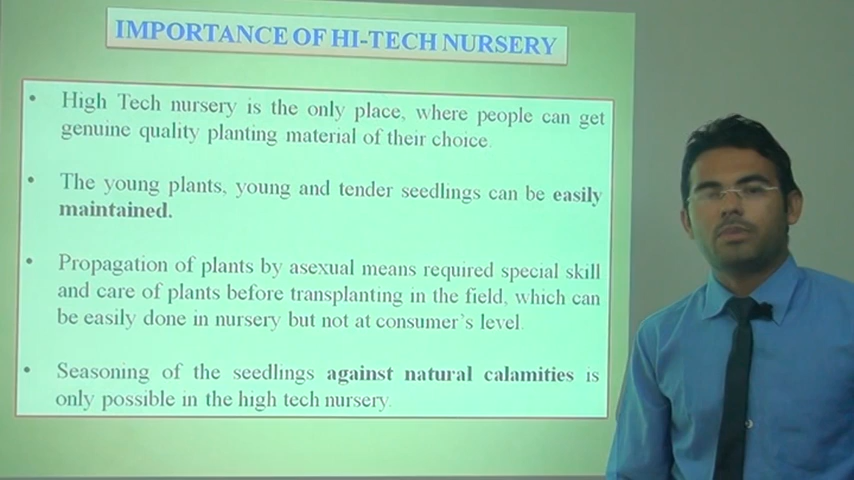 IMPORTANCE OF HI-TECH NURSERY
• High Tech nursery is the only place, where people can get
genuine quality planting material of their choice.
• The young plants, young and tender seedlings can be easily
maintained.
• Propagation of plants by asexual means required special skill
and care of plants before transplanting in the field, which can
be easily done in nursery but not at consumer's level.
• Seasoning of the seedlings against natural calamities is
only possible in the high tech nursery.